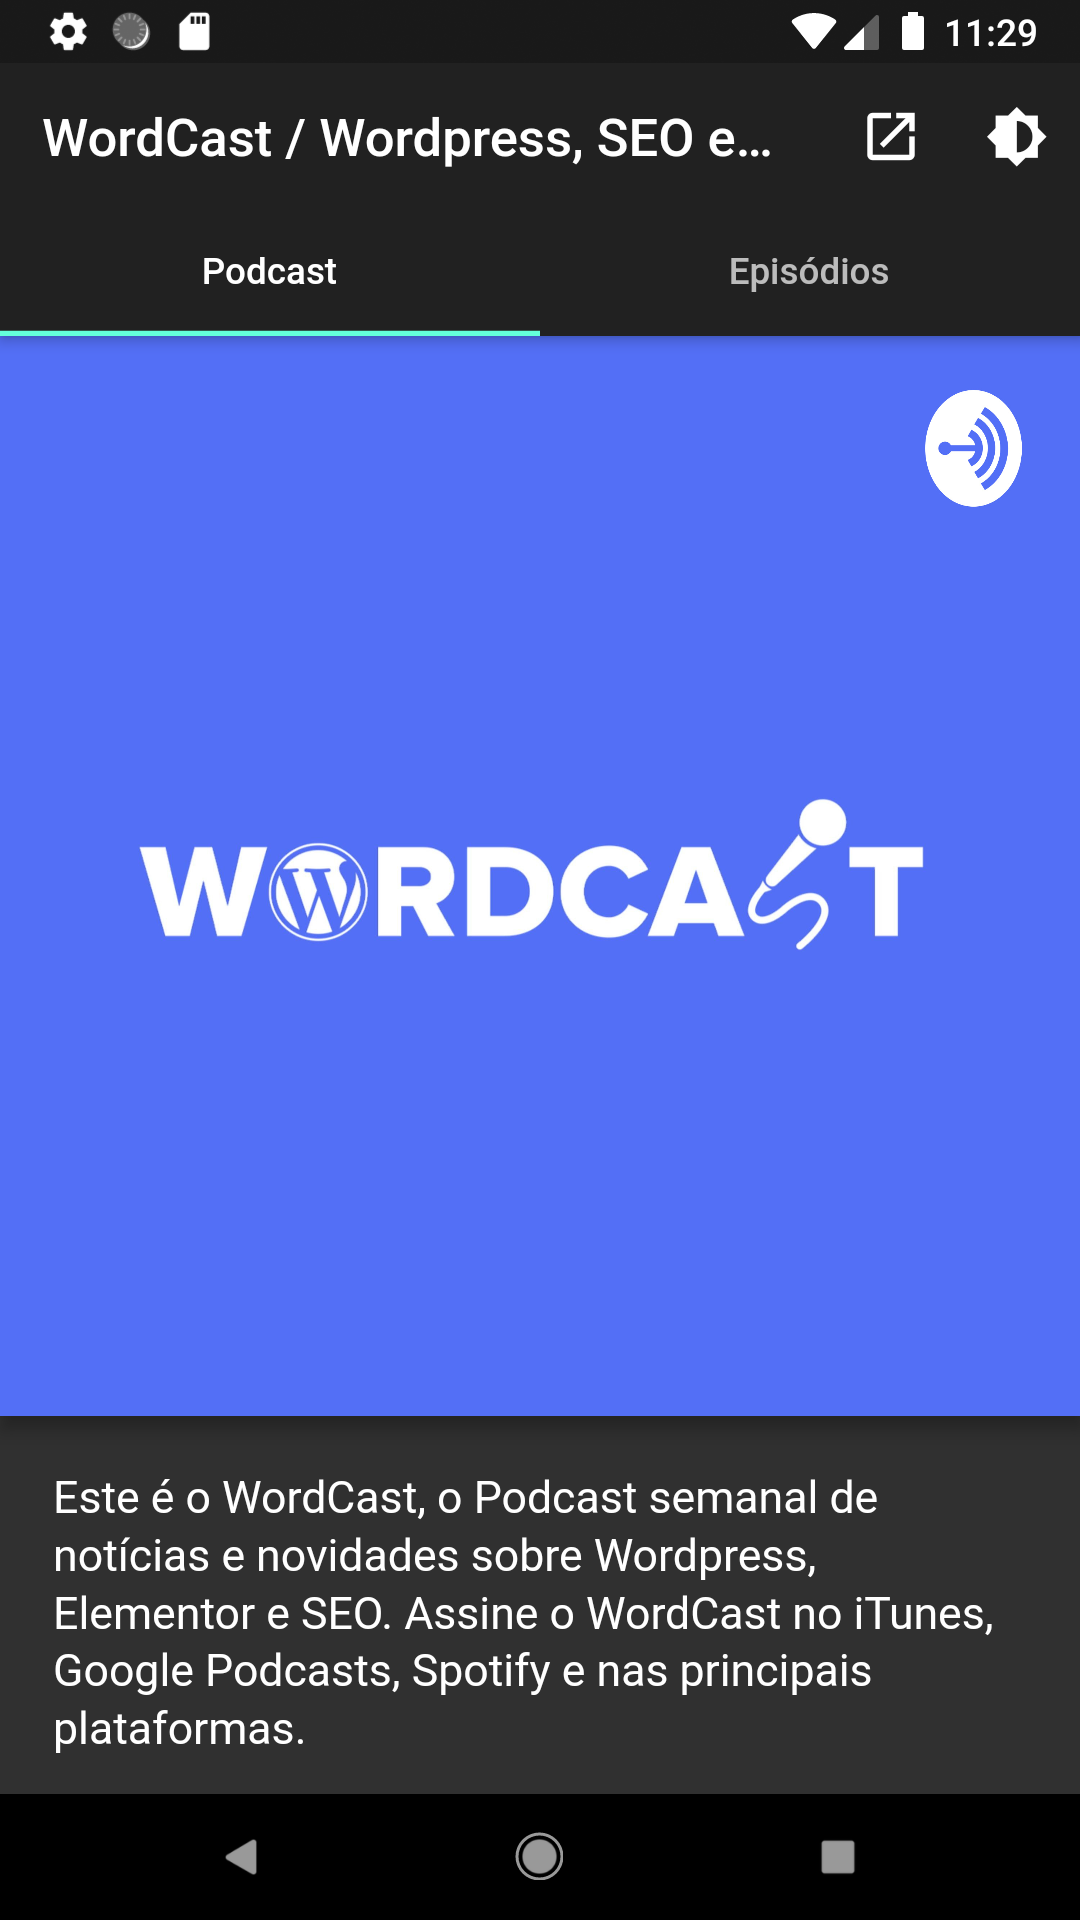 11:29
WordCast / Wordpress, SEO e...
Podcast
Episódios
WORDCAST
Este é o WordCast, o Podcast semanal de
notícias e novidades sobre Wordpress,
Elementor e SEO. Assine o WordCast no iTunes,
Google Podcasts, Spotify e nas principais
plataformas.